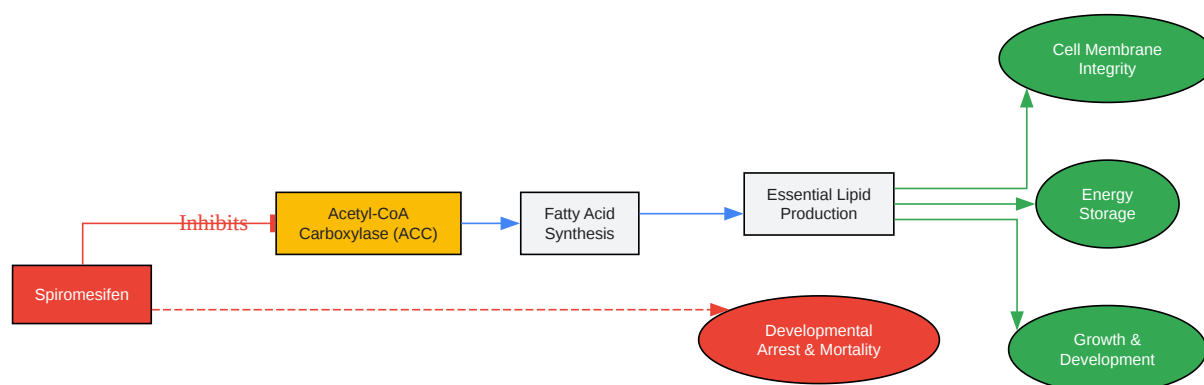 Cell Membrane
Integrity
Essential Lipid
Production
Energy
Storage
Acetyl-CoA
Carboxylase (ACC)
Fatty Acid
Synthesis
Inhibits
Spiromesifen
Developmental
Arrest & Mortality
Growth &
Development